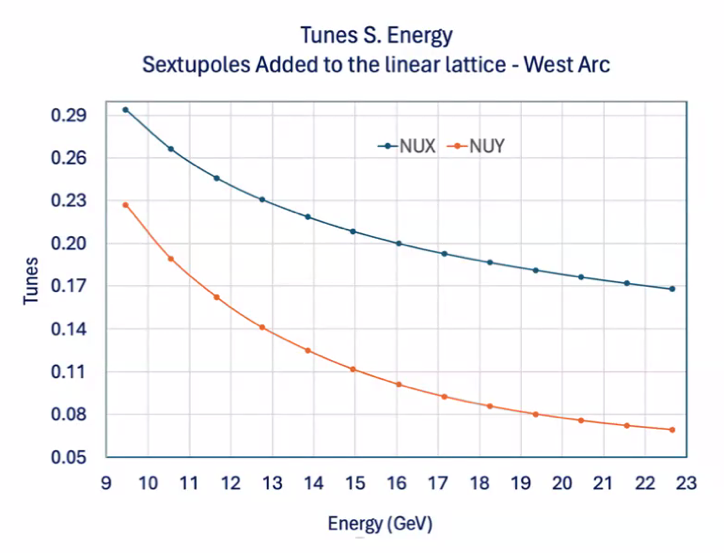 Tunes S. Energy
Sextupoles Added to the linear lattice - West Arc
0.29
NUX NUY
0.26
0.23
0.20
Tunes
0.17
0.14
0.11
0.08
0.05
9 10 11 12 13 14 15 16 17 18 19 20 21 22 23
Energy (GeV)